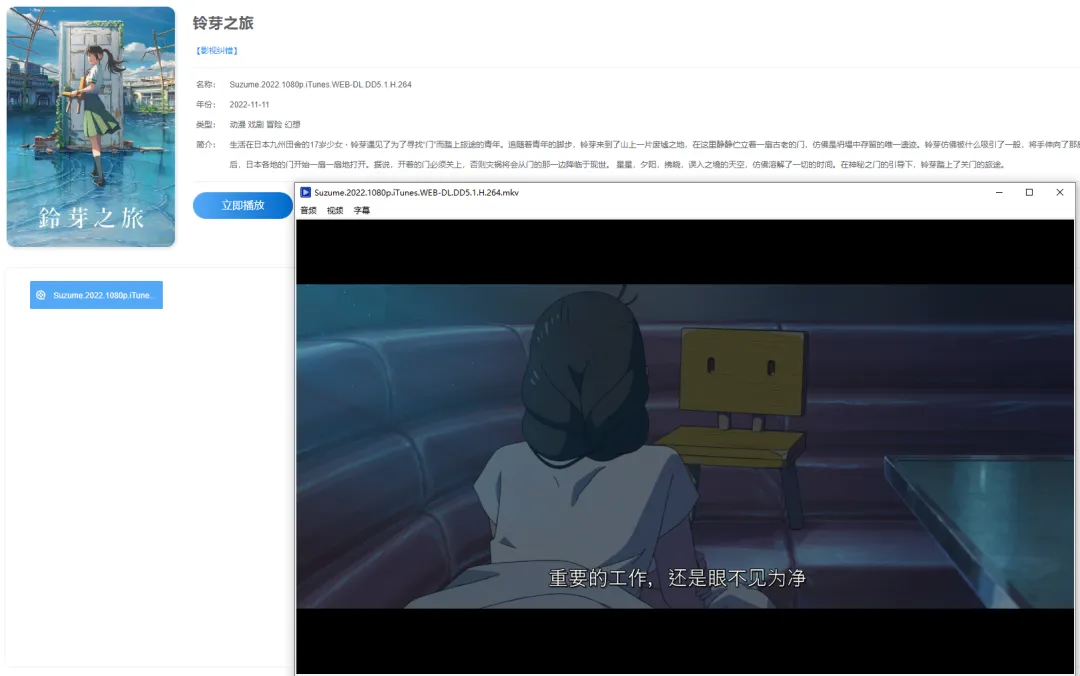 铃芽之旅
【影视纠错】
名称： Suzume.2022.1080p.iTunes.WEB-DL.DD5.1.H.264
年份： 2022-11-11
类型： 动漫 戏剧 冒险 幻想
简介： 生活在日本九州田舎的17岁少女・铃芽遇见了为了寻找“门”而踏上旅途的青年。追随着青年的脚步，铃芽来到了山上一片废墟之地，在这里静静伫立着一扇古老的门，仿佛是坍塌中存留的唯一遗迹。铃芽仿佛被什么吸引了一般，将手伸向了那扇
后，日本各地的门开始一扇一扇地打开。据说，开着的门必须关上，否则灾祸将会从门的那一边降临于现世。 星星，夕阳，拂晓，误入之境的天空，仿佛溶解了一切的时间。在神秘之门的引导下，铃芽踏上了关门的旅途。
鈴芽之旅
立即播放
Suzume.2022.1080p.iTunes.WEB-DL.DD5.1.H.264.mkv
音频 视频 字幕
Suzume.2022.1080p.iTune...
重要的工作，还是眼不见为净